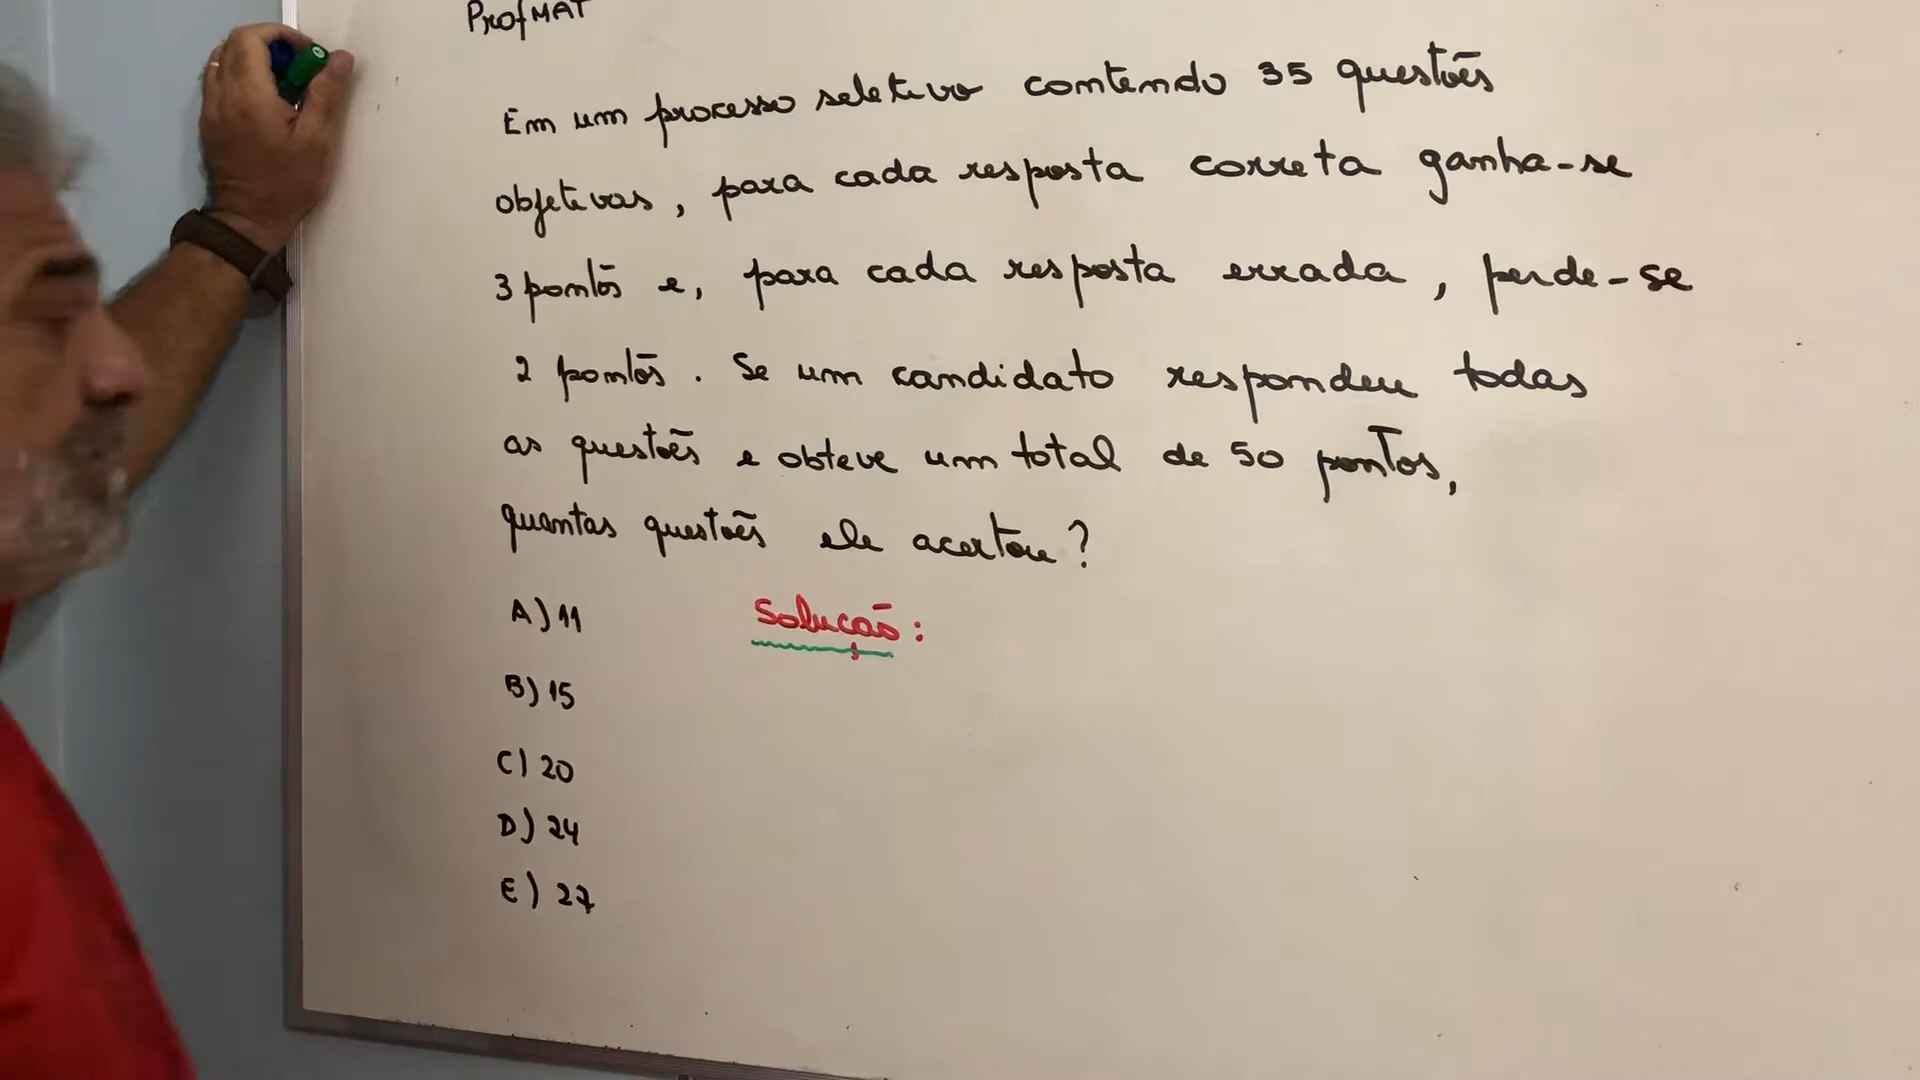 ProfMAT
Em um processo seletivo contendo 35 questões
objetivas, para cada resposta correta ganha-se
3 pontos e, para cada resposta errada, perde-se
2 pontos. Se um candidato respondeu todas
as questões e obteve um total de 50 pontos,
quantas questões ele acertou?
A) 11
Solução:
B) 15
C) 20
D) 24
E) 27